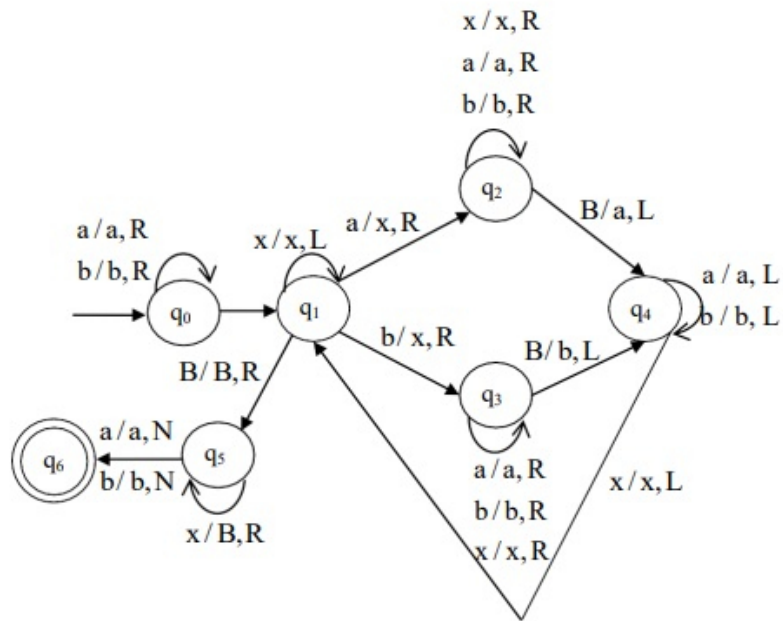 x / x, R
a / a, R
b / b, R
q2
a / a, R
b / b, R
q0
x / x, L
q1
a / x, R
B / a, L
q4
a / a, L
b / b, L
b / x, R
B / b, L
q3
a / a, R
b / b, R
x / x, R
B / B, R
x / x, L
a / a, N
b / b, N
q6
q5
x / B, R